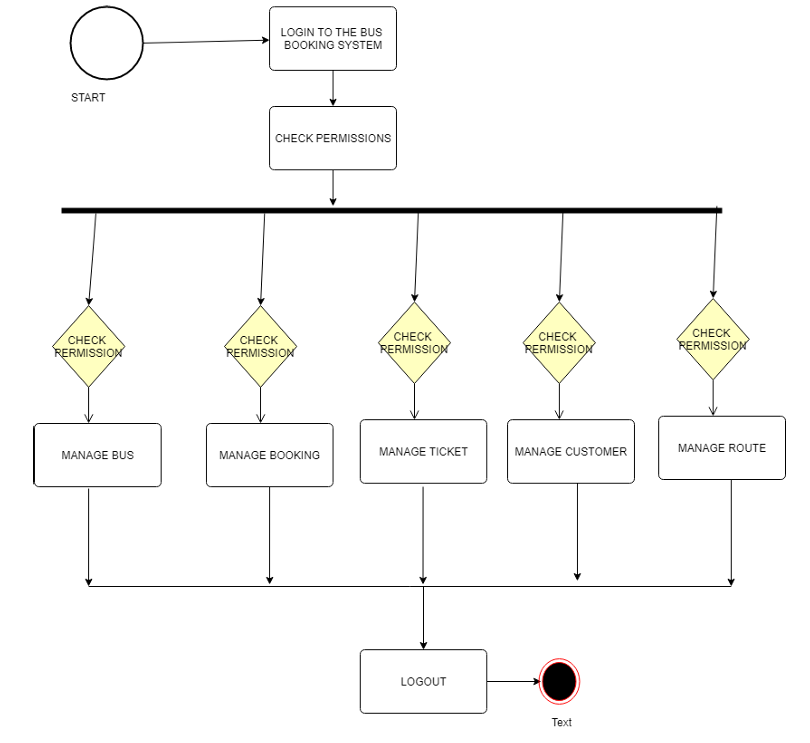 LOGIN TO THE BUS
BOOKING SYSTEM
START
CHECK PERMISSIONS
CHECK
PERMISSION
CHECK
PERMISSION
CHECK
PERMISSION
CHECK
PERMISSION
CHECK
PERMISSION
MANAGE BUS
MANAGE BOOKING
MANAGE TICKET
MANAGE CUSTOMER
MANAGE ROUTE
LOGOUT
Text